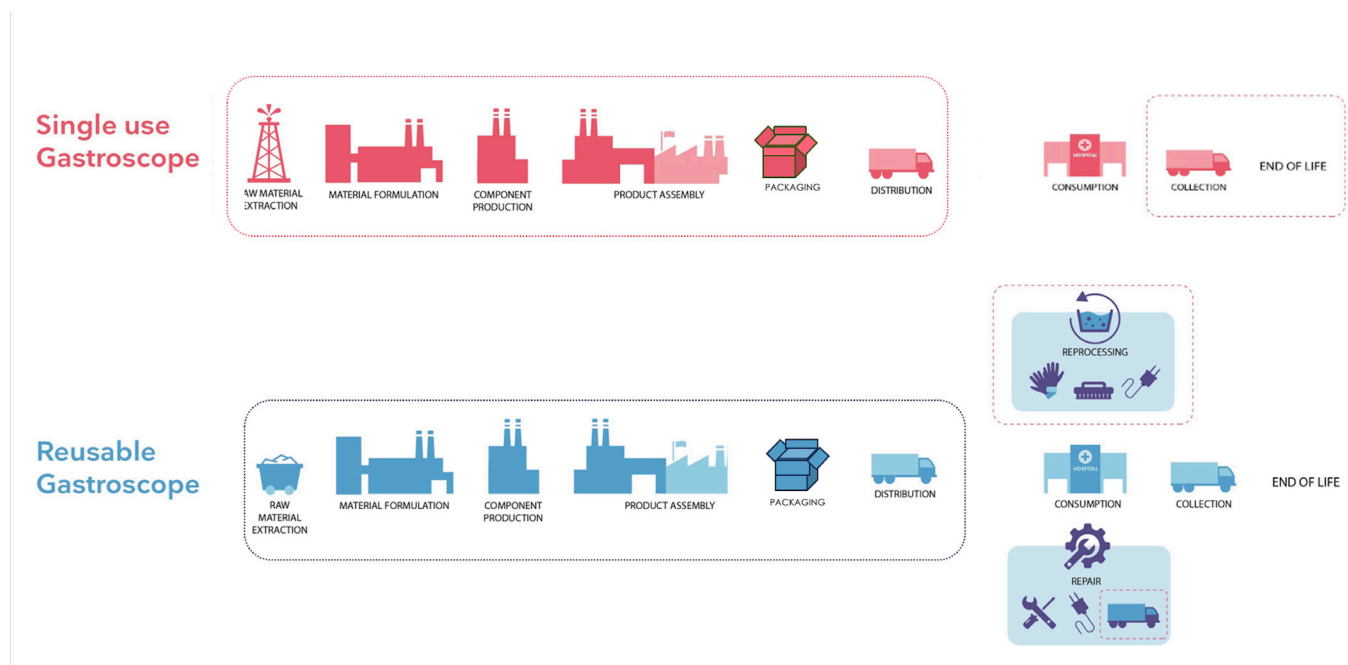 Single use
Gastroscope
AW MATERIAL
EXTRACTION
MATERIAL FORMULATION
COMPONENT
PRODUCTION
PRODUCT ASSEMBLY
PACKAGING
DISTRIBUTION
HOSPITAL
CONSUMPTION
COLLECTION
END OF LIFE
REPROCESSING
Reusable
Gastroscope
RAW
MATERIAL
EXTRACTION
MATERIAL FORMULATION
COMPONENT
PRODUCTION
PRODUCT ASSEMBLY
PACKAGING
DISTRIBUTION
HOSPITAL
CONSUMPTION
COLLECTION
END OF LIFE
REPAIR